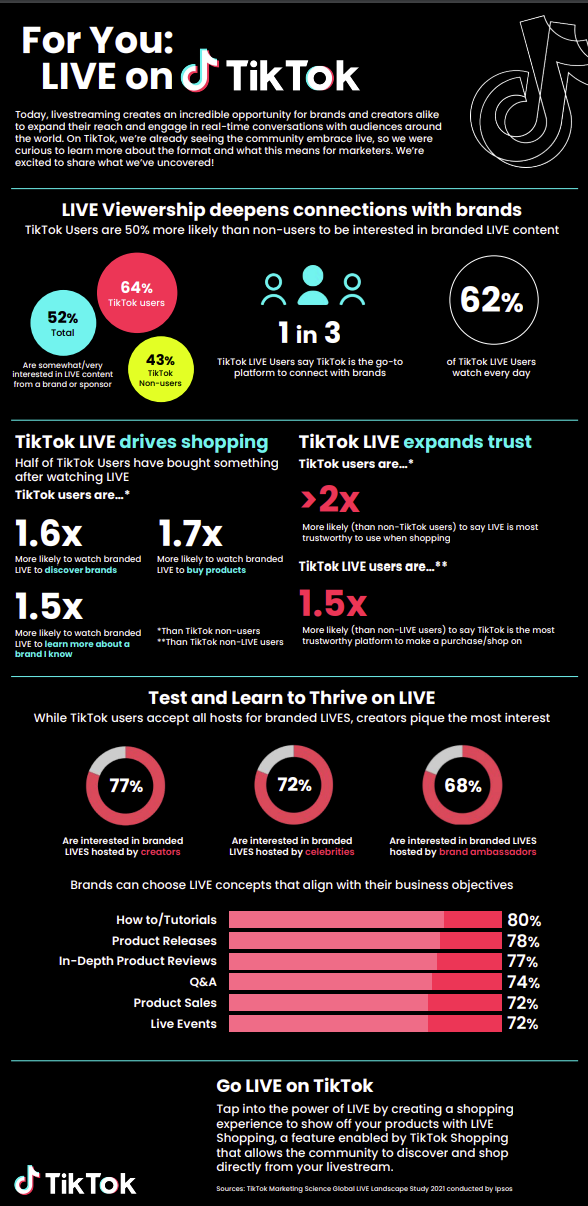 For You:
LIVE on TikTok
Today, livestreaming creates an incredible opportunity for brands and creators alike
to expand their reach and engage in real-time conversations with audiences around
the world. On TikTok, we're already seeing the community embrace live, so we were
curious to learn more about the format and what this means for marketers. We're
excited to share what we've uncovered!
LIVE Viewership deepens connections with brands
TikTok Users are 50% more likely than non-users to be interested in branded LIVE content
64%
TikTok users
52%
Total
43%
TikTok
Non-users
Are somewhat/very
interested in LIVE content
from a brand or sponsor
1 in 3
TikTok LIVE Users say TikTok is the go-to
platform to connect with brands
62%
of TikTok LIVE Users
watch every day
TikTok LIVE drives shopping
Half of TikTok Users have bought something
after watching LIVE
TikTok users are...*
1.6x
More likely to watch branded
LIVE to discover brands
1.7x
More likely to watch branded
LIVE to buy products
1.5x
More likely to watch branded
LIVE to learn more about a
brand I know
*Than TikTok non-users
**Than TikTok non-LIVE users
TikTok LIVE expands trust
TikTok users are...*
>2x
More likely (than non-TikTok users) to say LIVE is most
trustworthy to use when shopping
TikTok LIVE users are...**
1.5x
More likely (than non-LIVE users) to say TikTok is the most
trustworthy platform to make a purchase/shop on
Test and Learn to Thrive on LIVE
While TikTok users accept all hosts for branded LIVES, creators pique the most interest
77%
Are interested in branded
LIVES hosted by creators
72%
Are interested in branded
LIVES hosted by celebrities
68%
Are interested in branded LIVES
hosted by brand ambassadors
Brands can choose LIVE concepts that align with their business objectives
How to/Tutorials 80%
Product Releases 78%
In-Depth Product Reviews 77%
Q&A 74%
Product Sales 72%
Live Events 72%
Go LIVE on TikTok
Tap into the power of LIVE by creating a shopping
experience to show off your products with LIVE
Shopping, a feature enabled by TikTok Shopping
that allows the community to discover and shop
directly from your livestream.
TikTok
Sources: TikTok Marketing Science Global LIVE Landscape Study 2021 conducted by Ipsos